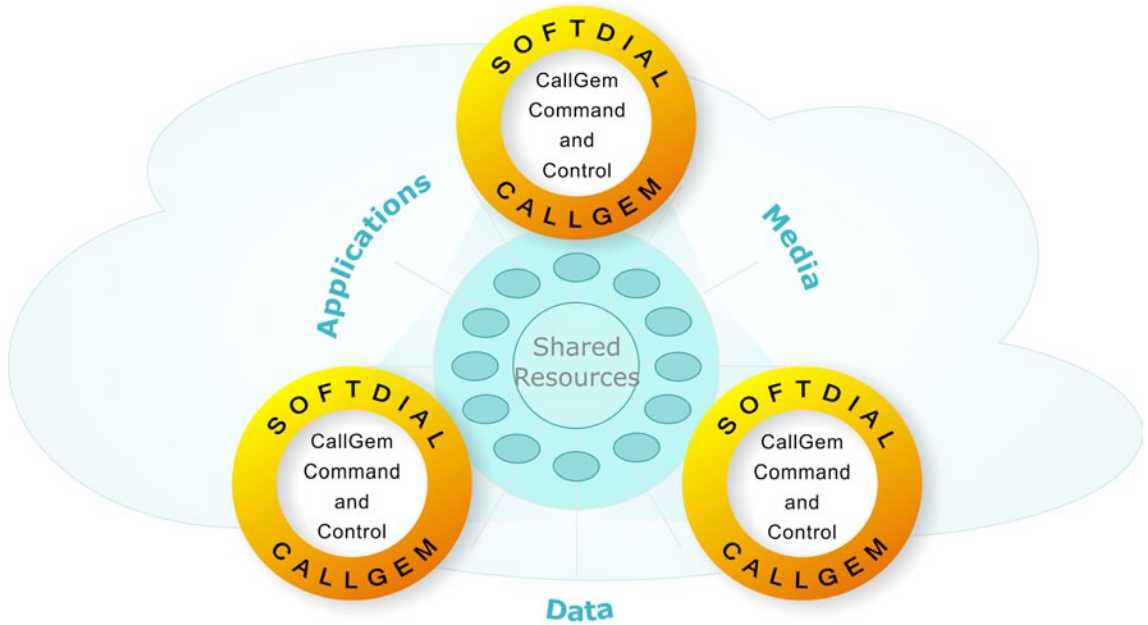 SOFTDIAL
CallGem
Command
and
Control
CALLGEM
Applications
Media
Shared
Resources
SOFTDIAL
CallGem
Command
and
Control
CALLGEM
SOFTDIAL
CallGem
Command
and
Control
CALLGEM
Data